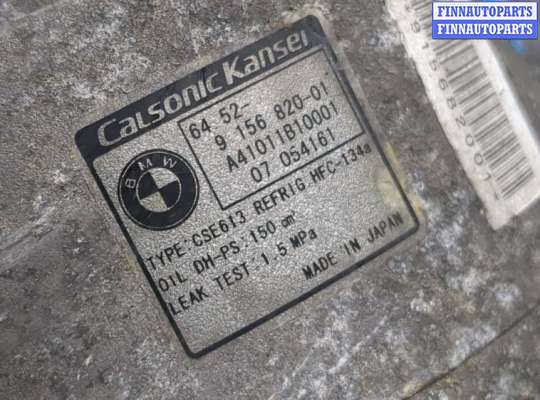 FINNAUTOPARTS
FINNAUTOPARTS
Calsonic Kansei
BMW
64 52-
9 156 820-01
A41011B10001
07 054161
TYPE:CSE613 REFRIG.HFC-134a
OIL DH-PS:150 cm³
LEAK TEST:1.5 MPa
MADE IN JAPAN